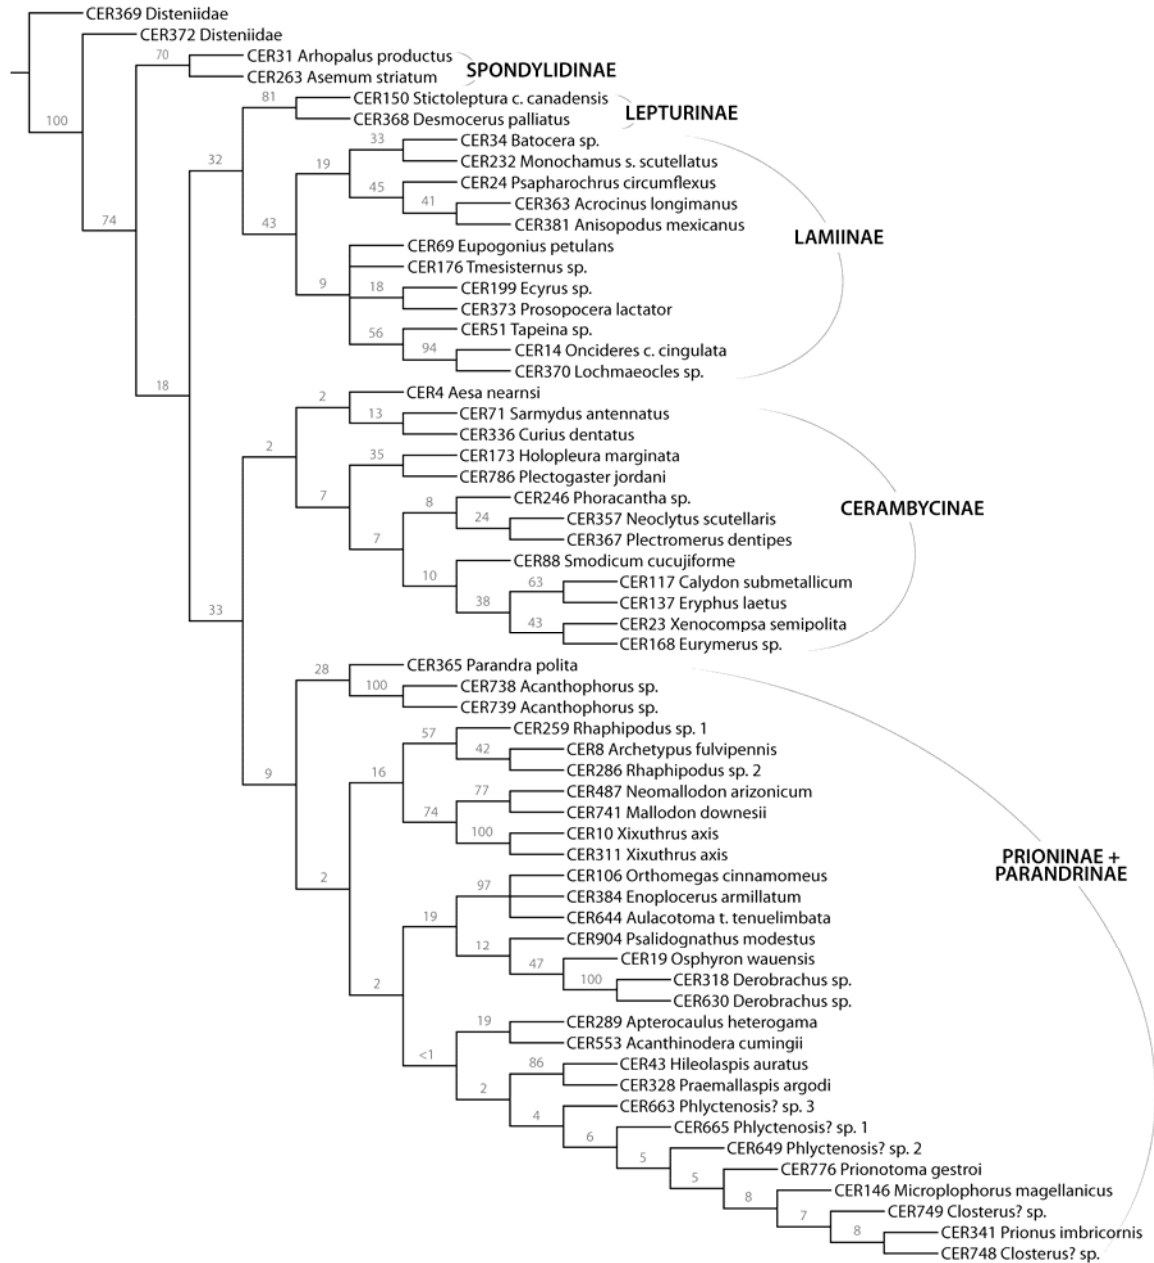 CER369 Disteniidae
CER372 Disteniidae
100
74
70
CER31 Arhopalus productus
CER263 Asemum striatum
SPONDYLIDINAE
18
32
81
CER150 Stictoleptura c. canadensis
CER368 Desmocerus palliatus
LEPTURINAE
43
19
33
CER34 Batocera sp.
CER232 Monochamus s. scutellatus
45
CER24 Psapharochrus circumflexus
41
CER363 Acrocinus longimanus
CER381 Anisopodus mexicanus
LAMIINAE
9
CER69 Eupogonius petulans
CER176 Tmesisternus sp.
18
CER199 Ecyrus sp.
CER373 Prosopocera lactator
56
CER51 Tapeina sp.
94
CER14 Oncideres c. cingulata
CER370 Lochmaeocles sp.
33
2
2
CER4 Aesa nearnsi
13
CER71 Sarmydus antennatus
CER336 Curius dentatus
7
35
CER173 Holopleura marginata
CER786 Plectogaster jordani
7
8
CER246 Phoracantha sp.
24
CER357 Neoclytus scutellaris
CER367 Plectromerus dentipes
CERAMBYCINAE
10
CER88 Smodicum cucujiforme
38
63
CER117 Calydon submetallicum
CER137 Eryphus laetus
43
CER23 Xenocompsa semipolita
CER168 Eurymerus sp.
9
28
CER365 Parandra polita
100
CER738 Acanthophorus sp.
CER739 Acanthophorus sp.
2
16
57
CER259 Rhaphipodus sp. 1
42
CER8 Archetypus fulvipennis
CER286 Rhaphipodus sp. 2
74
77
CER487 Neomallodon arizonicum
CER741 Mallodon downesii
100
CER10 Xixuthrus axis
CER311 Xixuthrus axis
PRIONINAE +
PARANDRINAE
2
19
97
CER106 Orthomegas cinnamomeus
CER384 Enoplocerus armillatum
CER644 Aulacotoma t. tenuelimbata
12
CER904 Psalidognathus modestus
47
CER19 Osphyron wauensis
100
CER318 Derobrachus sp.
CER630 Derobrachus sp.
<1
19
CER289 Apterocaulus heterogama
CER553 Acanthinodera cumingii
2
86
CER43 Hileolaspis auratus
CER328 Praemallaspis argodi
4
CER663 Phlyctenosis? sp. 3
6
CER665 Phlyctenosis? sp. 1
5
CER649 Phlyctenosis? sp. 2
5
CER776 Prionotoma gestroi
8
CER146 Microplophorus magellanicus
7
CER749 Closterus? sp.
8
CER341 Prionus imbricornis
CER748 Closterus? sp.